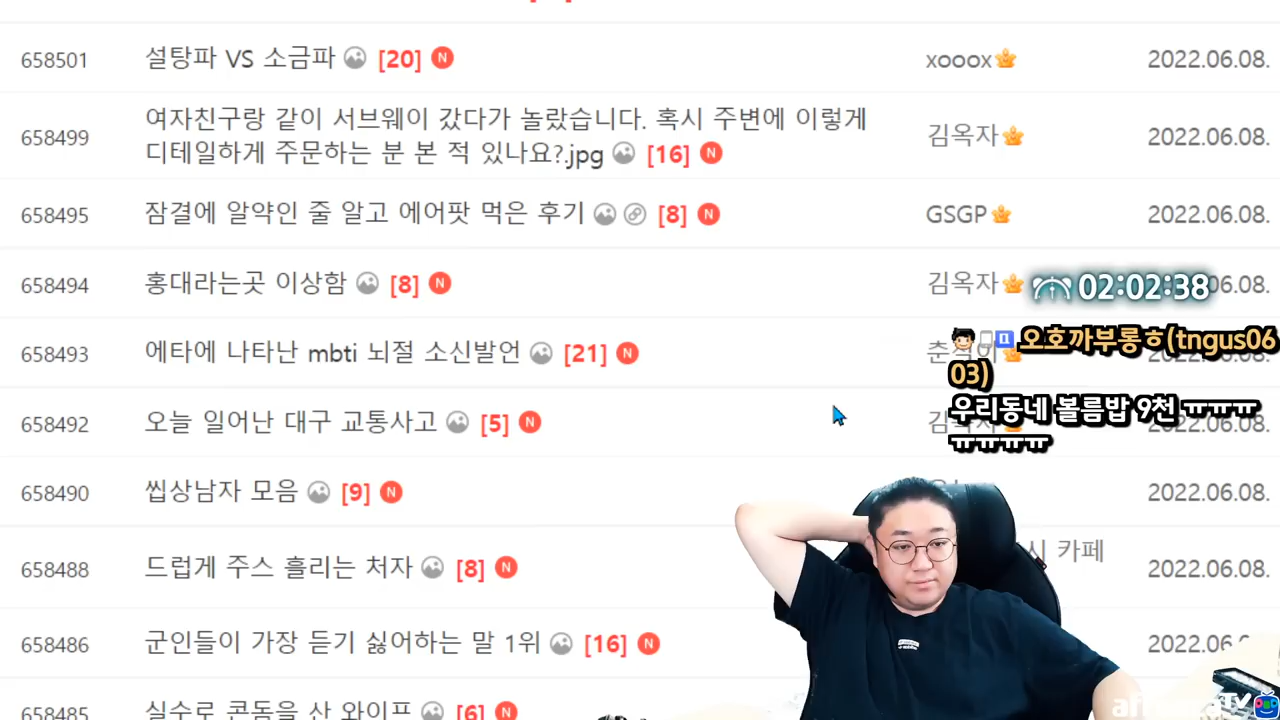 658501 설탕파 VS 소금파 [20] N xooox 2022.06.08.
658499 여자친구랑 같이 서브웨이 갔다가 놀랐습니다. 혹시 주변에 이렇게
디테일하게 주문하는 분 본 적 있나요?.jpg [16] N 김옥자 2022.06.08.
658495 잠결에 알약인 줄 알고 에어팟 먹은 후기 [8] N GSGP 2022.06.08.
658494 홍대라는곳 이상함 [8] N 김옥자 02:02:38 06.08.
오호까부롱ㅎ(tngus06
03)
658493 에타에 나타난 mbti 뇌절 소신발언 [21] N
우리동네 볼름밥 9천 ㅠㅠㅠ
ㅠㅠㅠㅠ
658492 오늘 일어난 대구 교통사고 [5] N 2022.06.08.
658490 씹상남자 모음 [9] N 2022.06.08.
658488 드럽게 주스 흘리는 처자 [8] N 카페 2022.06.08.
658486 군인들이 가장 듣기 싫어하는 말 1위 [16] N 2022.06
658485 실수로 콘돔을 산 와이프 [6] N